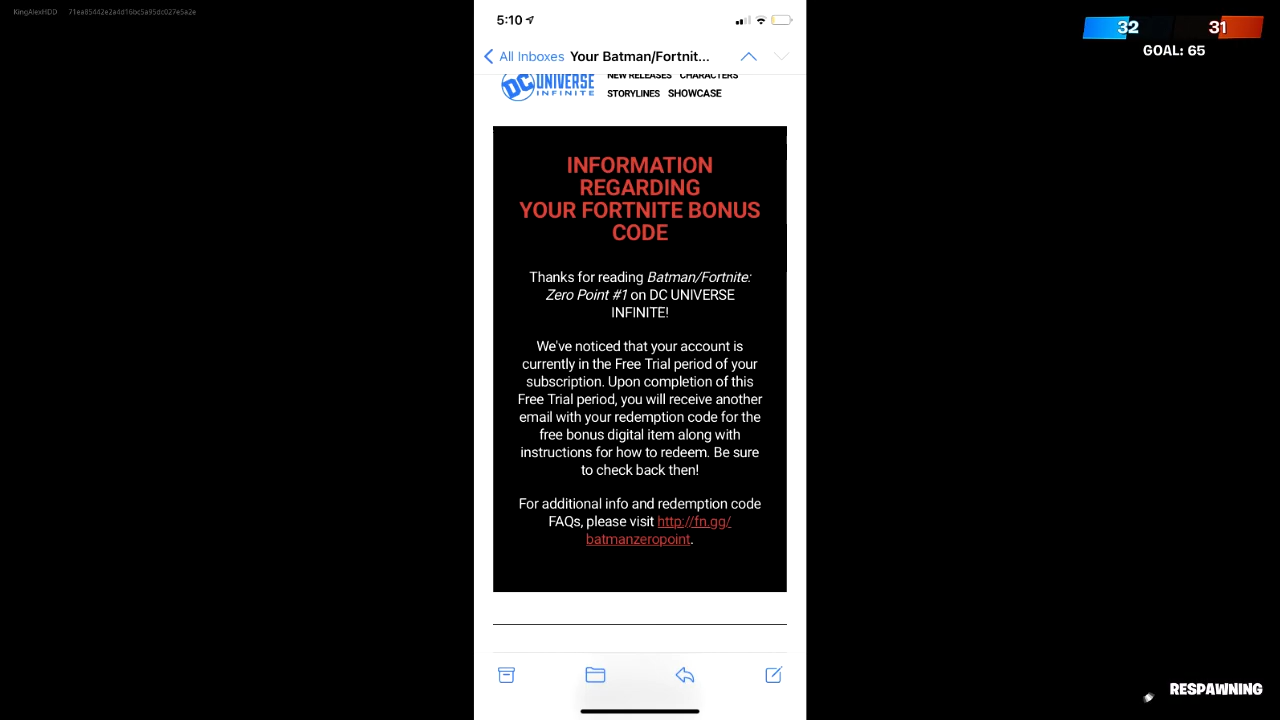 KingAlexHDD 71ea85442e2a4d16bc5a95dc027e5a2e
5:10
32 31
GOAL: 65
All Inboxes Your Batman/Fortnit...
DC UNIVERSE INFINITE
NEW RELEASES CHARACTERS
STORYLINES SHOWCASE
INFORMATION
REGARDING
YOUR FORTNITE BONUS
CODE
Thanks for reading Batman/Fortnite:
Zero Point #1 on DC UNIVERSE
INFINITE!
We've noticed that your account is
currently in the Free Trial period of your
subscription. Upon completion of this
Free Trial period, you will receive another
email with your redemption code for the
free bonus digital item along with
instructions for how to redeem. Be sure
to check back then!
For additional info and redemption code
FAQs, please visit http://fn.gg/
batmanzeropoint.
RESPAWNING